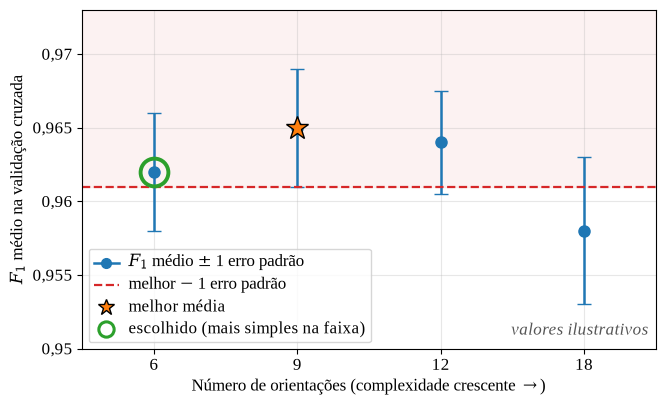 F₁ médio na validação cruzada
0,97
0,965
0,96
0,955
0,95
F₁ médio ± 1 erro padrão
melhor − 1 erro padrão
melhor média
escolhido (mais simples na faixa)
valores ilustrativos
6 9 12 18
Número de orientações (complexidade crescente →)